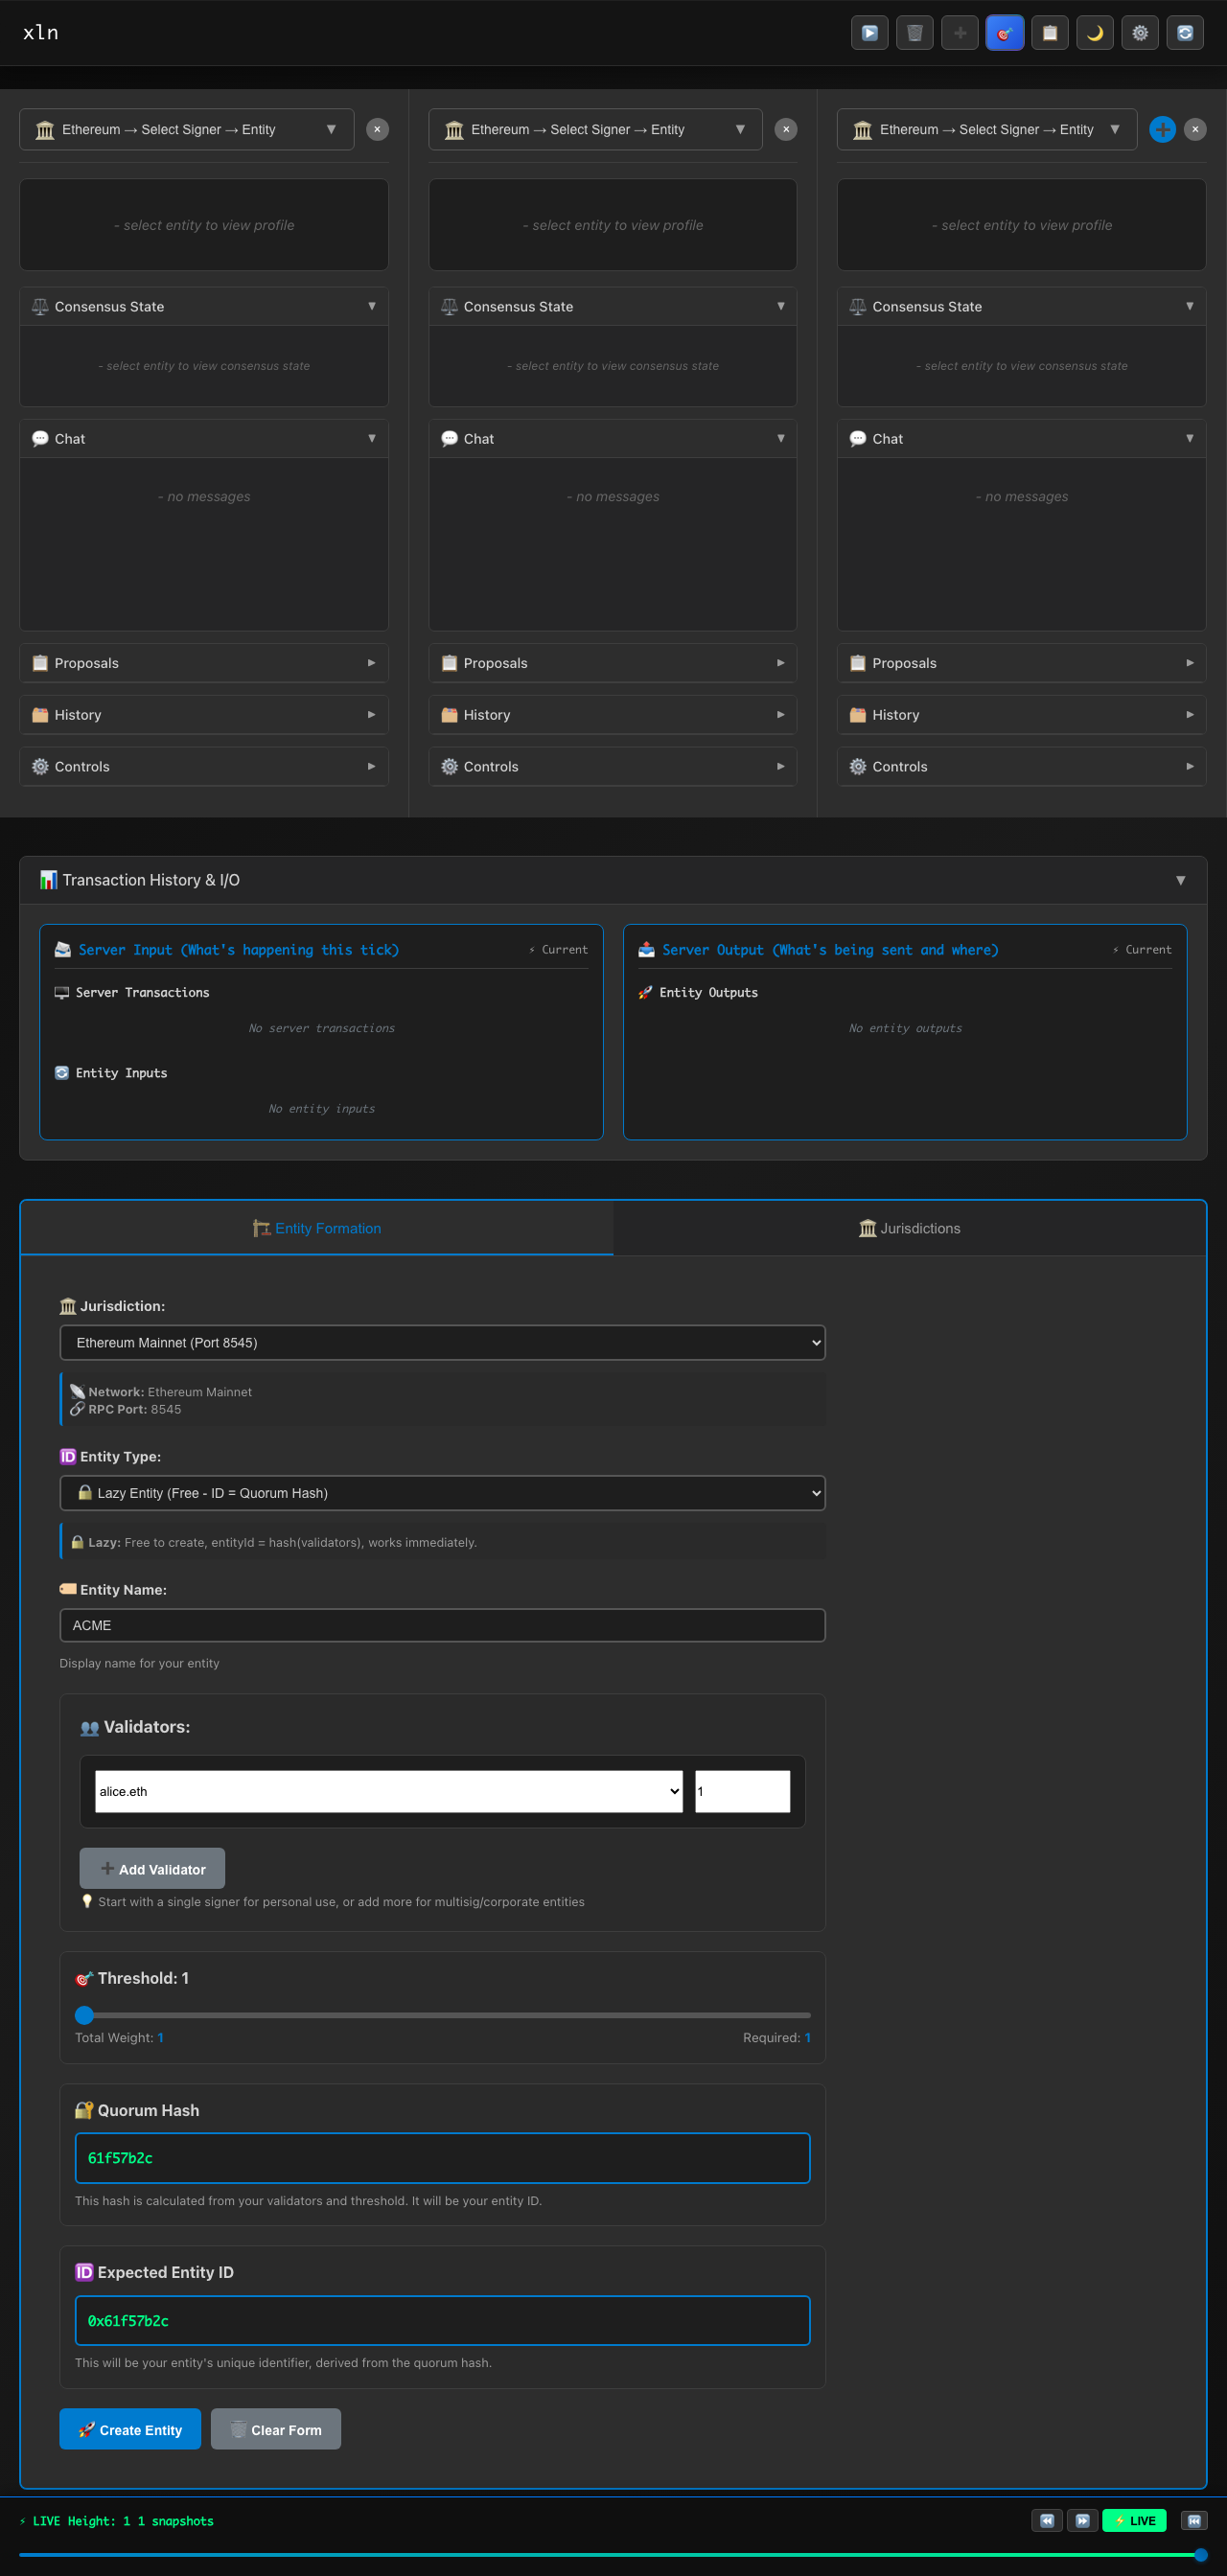 xln
Ethereum → Select Signer → Entity
Ethereum → Select Signer → Entity
Ethereum → Select Signer → Entity
- select entity to view profile
- select entity to view profile
- select entity to view profile
Consensus State
Consensus State
Consensus State
- select entity to view consensus state
- select entity to view consensus state
- select entity to view consensus state
Chat
Chat
Chat
- no messages
- no messages
- no messages
Proposals
Proposals
Proposals
History
History
History
Controls
Controls
Controls
Transaction History & I/O
Server Input (What's happening this tick)
⚡ Current
Server Transactions
No server transactions
Entity Inputs
No entity inputs
Server Output (What's being sent and where)
⚡ Current
Entity Outputs
No entity outputs
Entity Formation
Jurisdictions
Jurisdiction:
Ethereum Mainnet (Port 8545)
Network: Ethereum Mainnet
RPC Port: 8545
🆔 Entity Type:
Lazy Entity (Free - ID = Quorum Hash)
Lazy: Free to create, entityId = hash(validators), works immediately.
Entity Name:
ACME
Display name for your entity
Validators:
alice.eth
1
Add Validator
Start with a single signer for personal use, or add more for multisig/corporate entities
Threshold: 1
Total Weight: 1
Required: 1
Quorum Hash
61f57b2c
This hash is calculated from your validators and threshold. It will be your entity ID.
🆔 Expected Entity ID
0x61f57b2c
This will be your entity's unique identifier, derived from the quorum hash.
Create Entity
Clear Form
⚡ LIVE Height: 1 1 snapshots
⚡ LIVE